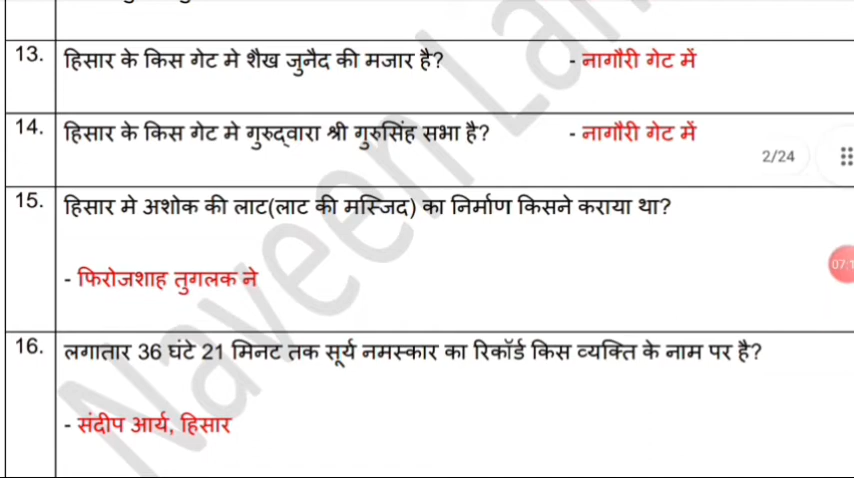 13. हिसार के किस गेट मे शैख जुनैद की मजार है? - नागौरी गेट में
14. हिसार के किस गेट मे गुरुद्वारा श्री गुरुसिंह सभा है? - नागौरी गेट में
2/24
15. हिसार मे अशोक की लाट(लाट की मस्जिद) का निर्माण किसने कराया था?
- फिरोजशाह तुगलक ने
16. लगातार 36 घंटे 21 मिनट तक सूर्य नमस्कार का रिकॉर्ड किस व्यक्ति के नाम पर है?
- संदीप आर्य, हिसार
Naveen